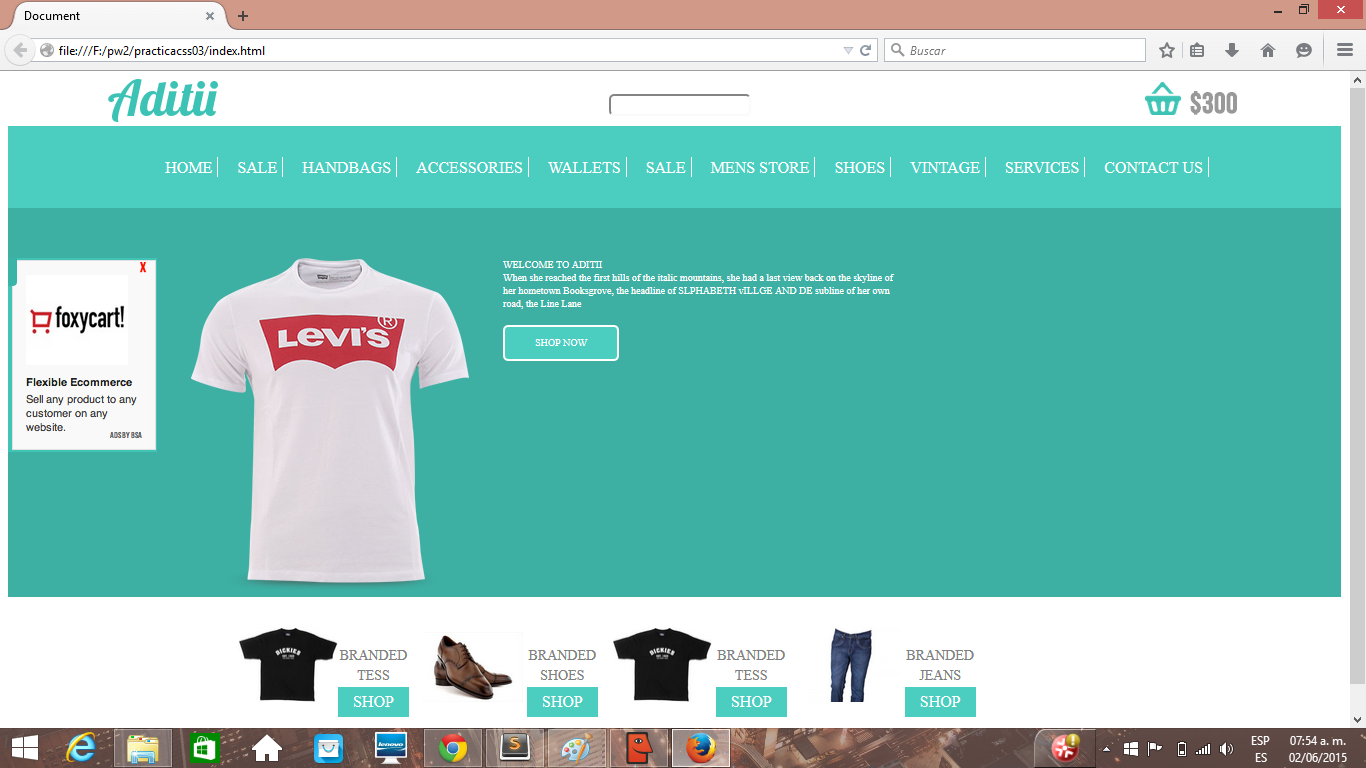 Document
file:///F:/pw2/practicacss03/index.html
Buscar
Aditii
$300
HOME SALE HANDBAGS ACCESSORIES WALLETS SALE MENS STORE SHOES VINTAGE SERVICES CONTACT US
X
foxycart!
Flexible Ecommerce
Sell any product to any
customer on any
website.
ADS BY BSA
LEVI'S
®
WELCOME TO ADITII
When she reached the first hills of the italic mountains, she had a last view back on the skyline of
her hometown Booksgrove, the headline of SLPHABETH vILLGE AND DE subline of her own
road, the Line Lane
SHOP NOW
DICKIES
BRANDED
TESS
SHOP
BRANDED
SHOES
SHOP
DICKIES
BRANDED
TESS
SHOP
BRANDED
JEANS
SHOP
lenovo
S
ESP
ES
07:54 a. m.
02/06/2015